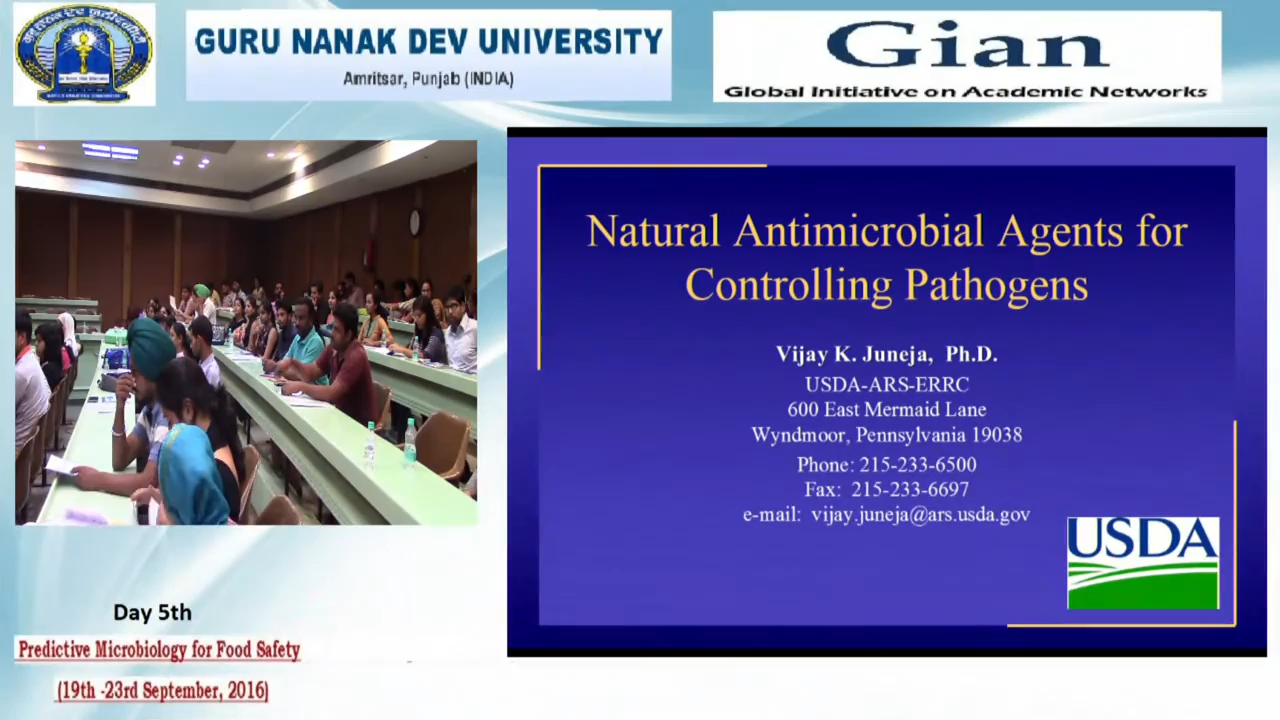 GURU NANAK DEV UNIVERSITY
Amritsar, Punjab (INDIA)
Gian
Global Initiative on Academic Networks
Natural Antimicrobial Agents for
Controlling Pathogens
Vijay K. Juneja, Ph.D.
USDA-ARS-ERRC
600 East Mermaid Lane
Wyndmoor, Pennsylvania 19038
Phone: 215-233-6500
Fax: 215-233-6697
e-mail: vijay.juneja@ars.usda.gov
USDA
Day 5th
Predictive Microbiology for Food Safety
(19th -23rd September, 2016)